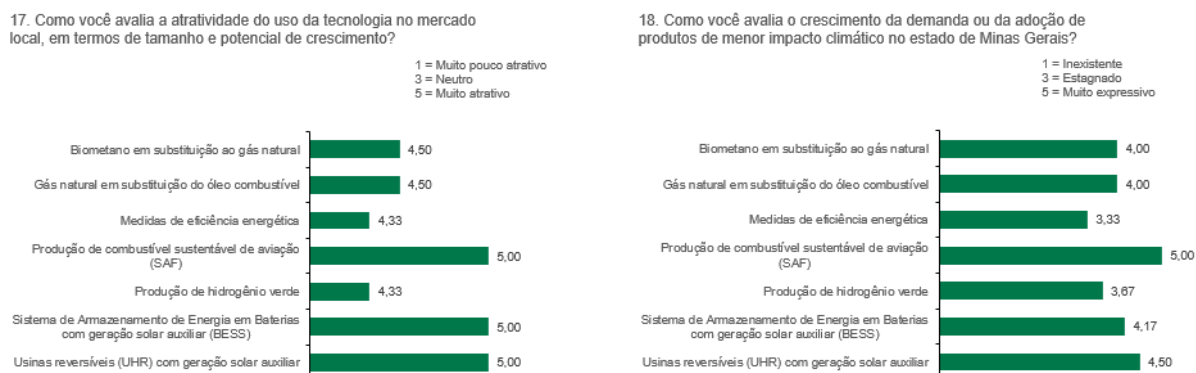 17. Como você avalia a atratividade do uso da tecnologia no mercado
local, em termos de tamanho e potencial de crescimento?
1 = Muito pouco atrativo
3 = Neutro
5 = Muito atrativo
Biometano em substituição ao gás natural 4,50
Gás natural em substituição do óleo combustível 4,50
Medidas de eficiência energética 4,33
Produção de combustível sustentável de aviação
(SAF) 5,00
Produção de hidrogênio verde 4,33
Sistema de Armazenamento de Energia em Baterias
com geração solar auxiliar (BESS) 5,00
Usinas reversíveis (UHR) com geração solar auxiliar 5,00
18. Como você avalia o crescimento da demanda ou da adoção de
produtos de menor impacto climático no estado de Minas Gerais?
1 = Inexistente
3 = Estagnado
5 = Muito expressivo
Biometano em substituição ao gás natural 4,00
Gás natural em substituição do óleo combustível 4,00
Medidas de eficiência energética 3,33
Produção de combustível sustentável de aviação
(SAF) 5,00
Produção de hidrogênio verde 3,67
Sistema de Armazenamento de Energia em Baterias
com geração solar auxiliar (BESS) 4,17
Usinas reversíveis (UHR) com geração solar auxiliar 4,50